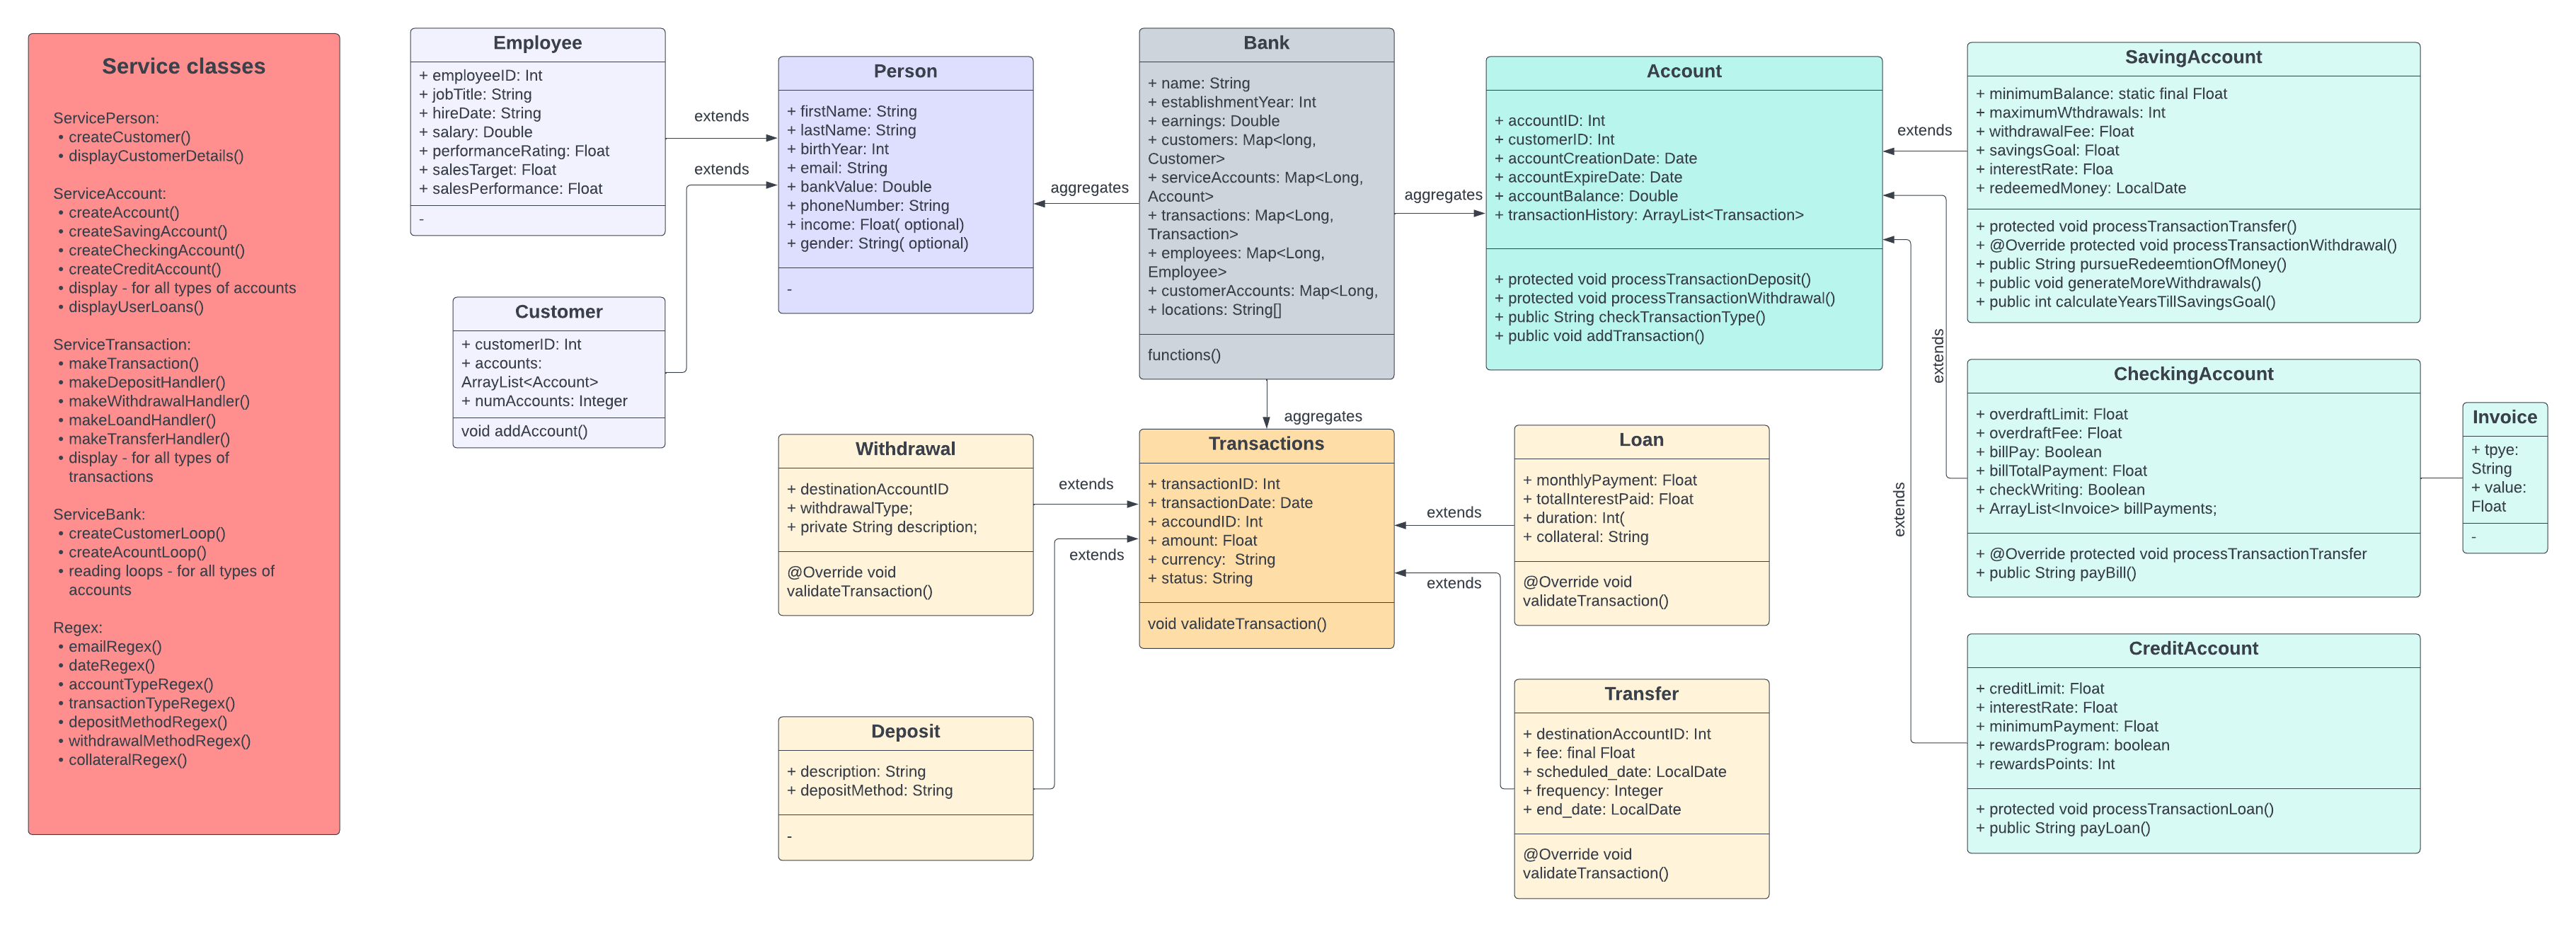 Service classes
ServicePerson:
• createCustomer()
• displayCustomerDetails()
ServiceAccount:
• createAccount()
• createSavingAccount()
• createCheckingAccount()
• createCreditAccount()
• display - for all types of accounts
• displayUserLoans()
ServiceTransaction:
• makeTransaction()
• makeDepositHandler()
• makeWithdrawalHandler()
• makeLoandHandler()
• makeTransferHandler()
• display - for all types of
transactions
ServiceBank:
• createCustomerLoop()
• createAcountLoop()
• reading loops - for all types of
accounts
Regex:
• emailRegex()
• dateRegex()
• accountTypeRegex()
• transactionTypeRegex()
• depositMethodRegex()
• withdrawalMethodRegex()
• collateralRegex()
Employee
+ employeeID: Int
+ jobTitle: String
+ hireDate: String
+ salary: Double
+ performanceRating: Float
+ salesTarget: Float
+ salesPerformance: Float
-
extends
extends
Customer
+ customerID: Int
+ accounts:
ArrayList<Account>
+ numAccounts: Integer
void addAccount()
Person
+ firstName: String
+ lastName: String
+ birthYear: Int
+ email: String
+ bankValue: Double
+ phoneNumber: String
+ income: Float( optional)
+ gender: String( optional)
-
aggregates
Bank
+ name: String
+ establishmentYear: Int
+ earnings: Double
+ customers: Map<long,
Customer>
+ serviceAccounts: Map<Long,
Account>
+ transactions: Map<Long,
Transaction>
+ employees: Map<Long,
Employee>
+ customerAccounts: Map<Long,
+ locations: String[]
functions()
aggregates
aggregates
Account
+ accountID: Int
+ customerID: Int
+ accountCreationDate: Date
+ accountExpireDate: Date
+ accountBalance: Double
+ transactionHistory: ArrayList<Transaction>
+ protected void processTransactionDeposit()
+ protected void processTransactionWithdrawal()
+ public String checkTransactionType()
+ public void addTransaction()
extends
extends
extends
SavingAccount
+ minimumBalance: static final Float
+ maximumWthdrawals: Int
+ withdrawalFee: Float
+ savingsGoal: Float
+ interestRate: Floa
+ redeemedMoney: LocalDate
+ protected void processTransactionTransfer()
+ @Override protected void processTransactionWithdrawal()
+ public String pursueRedeemtionOfMoney()
+ public void generateMoreWithdrawals()
+ public int calculateYearsTillSavingsGoal()
CheckingAccount
+ overdraftLimit: Float
+ overdraftFee: Float
+ billPay: Boolean
+ billTotalPayment: Float
+ checkWriting: Boolean
+ ArrayList<Invoice> billPayments;
+ @Override protected void processTransactionTransfer
+ public String payBill()
Invoice
+ tpye:
String
+ value:
Float
-
CreditAccount
+ creditLimit: Float
+ interestRate: Float
+ minimumPayment: Float
+ rewardsProgram: boolean
+ rewardsPoints: Int
+ protected void processTransactionLoan()
+ public String payLoan()
Withdrawal
+ destinationAccountID
+ withdrawalType;
+ private String description;
@Override void
validateTransaction()
extends
extends
Deposit
+ description: String
+ depositMethod: String
-
Transactions
+ transactionID: Int
+ transactionDate: Date
+ accoundID: Int
+ amount: Float
+ currency:  String
+ status: String
void validateTransaction()
extends
extends
Loan
+ monthlyPayment: Float
+ totalInterestPaid: Float
+ duration: Int(
+ collateral: String
@Override void
validateTransaction()
Transfer
+ destinationAccountID: Int
+ fee: final Float
+ scheduled_date: LocalDate
+ frequency: Integer
+ end_date: LocalDate
@Override void
validateTransaction()